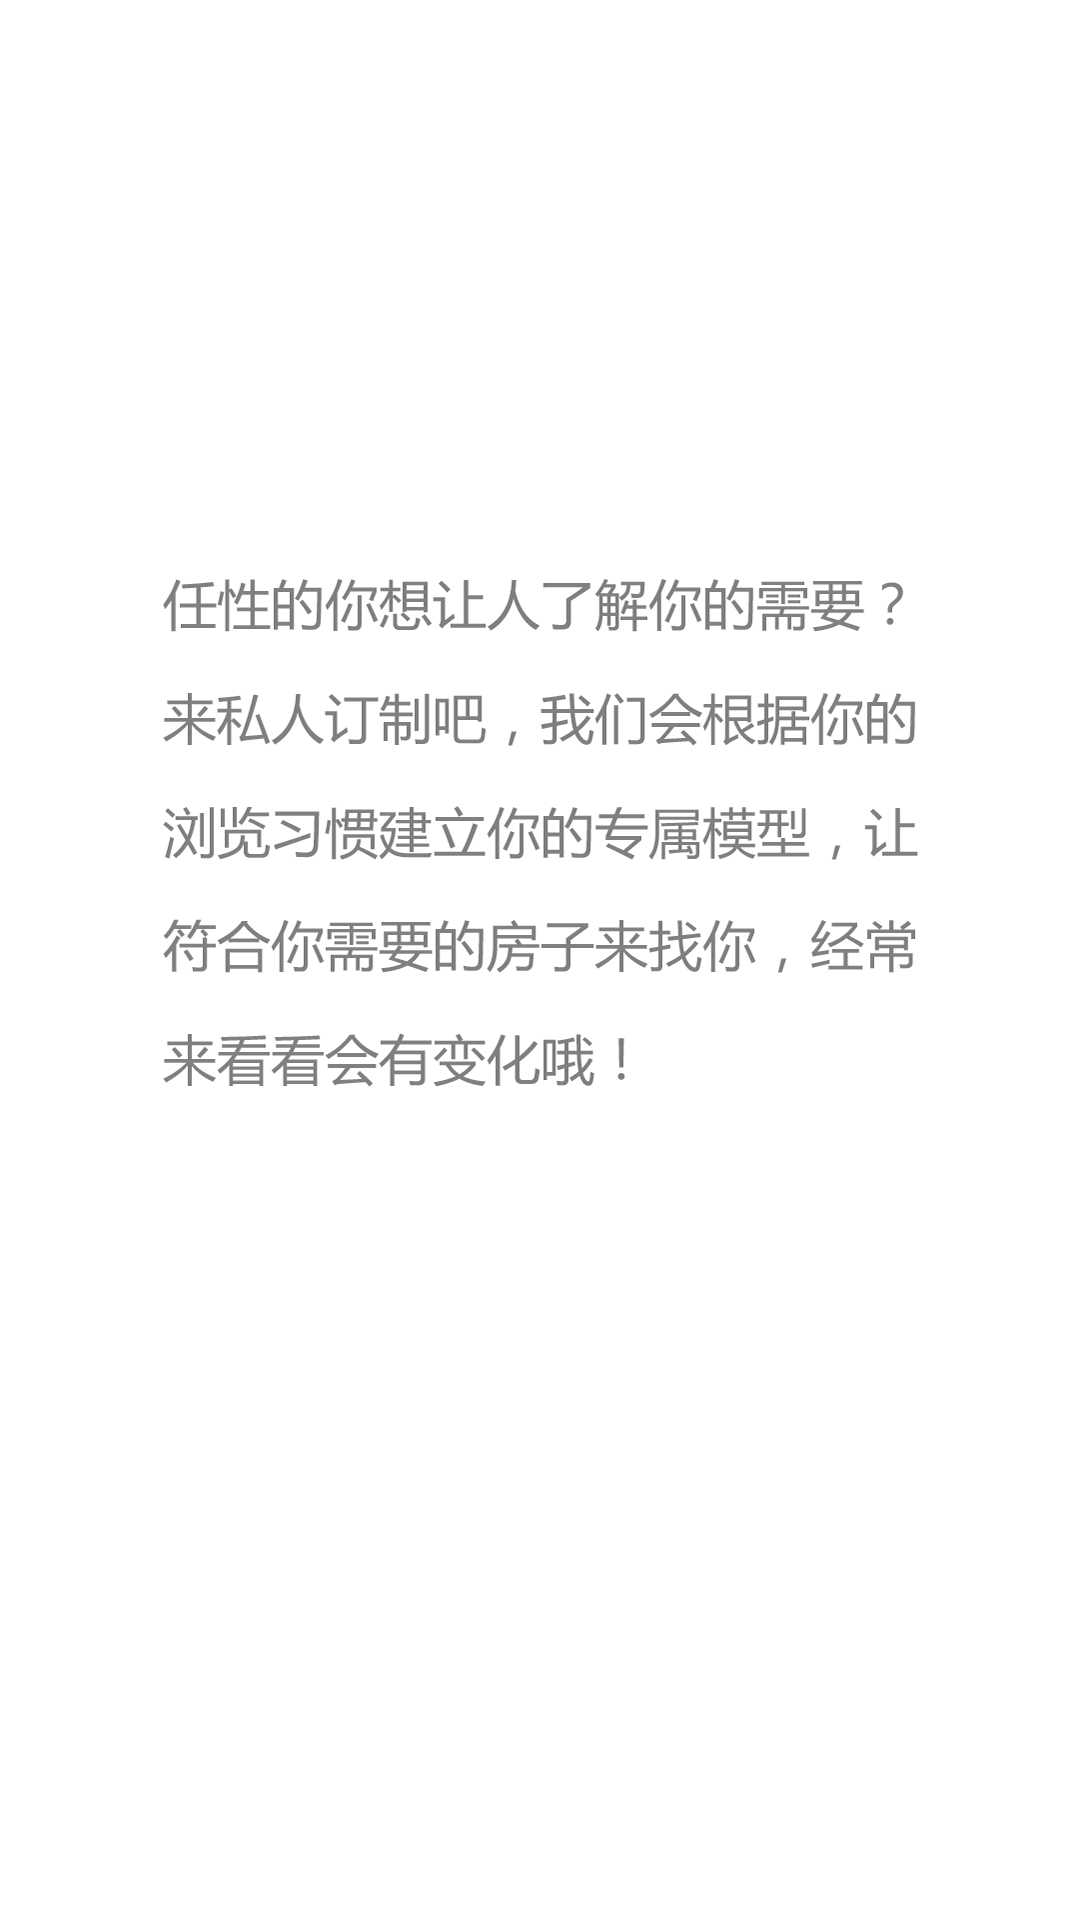 任性的你想让人了解你的需要？
来私人订制吧，我们会根据你的
浏览习惯建立你的专属模型，让
符合你需要的房子来找你，经常
来看看会有变化哦！